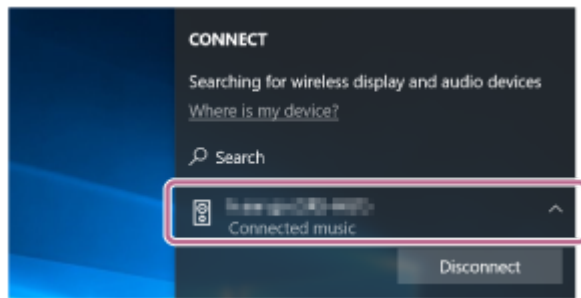 CONNECT
Searching for wireless display and audio devices
Where is my device?
Search
Connected music
Disconnect